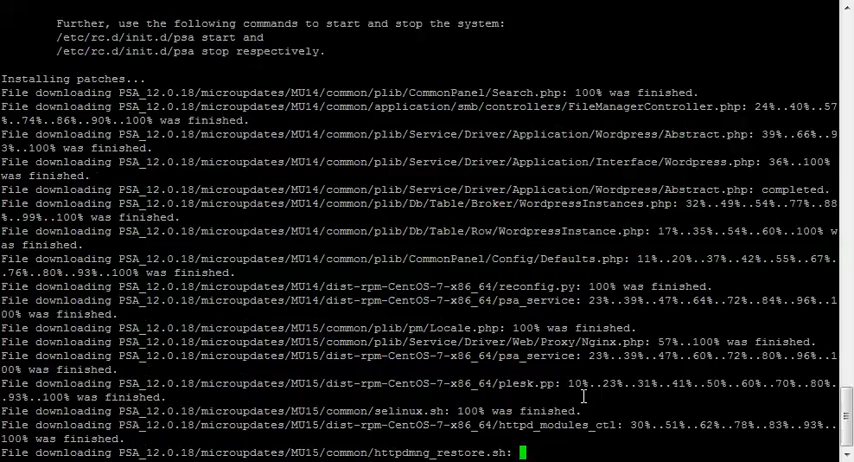 Further, use the following commands to start and stop the system:
/etc/rc.d/init.d/psa start and
/etc/rc.d/init.d/psa stop respectively.
Installing patches...
File downloading PSA_12.0.18/microupdates/MU14/common/plib/CommonPanel/Search.php: 100% was finished.
File downloading PSA_12.0.18/microupdates/MU14/common/application/smb/controllers/FileManagerController.php: 24%..40%..57
%..74%..86%..90%..100% was finished.
File downloading PSA_12.0.18/microupdates/MU14/common/plib/Service/Driver/Application/Wordpress/Abstract.php: 39%..66%..9
3%..100% was finished.
File downloading PSA_12.0.18/microupdates/MU14/common/plib/Service/Driver/Application/Interface/Wordpress.php: 36%..100%
was finished.
File downloading PSA_12.0.18/microupdates/MU14/common/plib/Service/Driver/Application/Wordpress/Abstract.php: completed.
File downloading PSA_12.0.18/microupdates/MU14/common/plib/Db/Table/Broker/WordpressInstances.php: 32%..49%..54%..77%..88
%..99%..100% was finished.
File downloading PSA_12.0.18/microupdates/MU14/common/plib/Db/Table/Row/WordpressInstance.php: 17%..35%..54%..60%..100% w
as finished.
File downloading PSA_12.0.18/microupdates/MU14/common/plib/CommonPanel/Config/Defaults.php: 11%..20%..37%..42%..55%..67%.
.76%..80%..93%..100% was finished.
File downloading PSA_12.0.18/microupdates/MU14/dist-rpm-CentOS-7-x86_64/reconfig.py: 100% was finished.
File downloading PSA_12.0.18/microupdates/MU14/dist-rpm-CentOS-7-x86_64/psa_service: 23%..39%..47%..64%..72%..84%..96%..1
00% was finished.
File downloading PSA_12.0.18/microupdates/MU15/common/plib/pm/Locale.php: 100% was finished.
File downloading PSA_12.0.18/microupdates/MU15/common/plib/Service/Driver/Web/Proxy/Nginx.php: 57%..100% was finished.
File downloading PSA_12.0.18/microupdates/MU15/dist-rpm-CentOS-7-x86_64/psa_service: 23%..39%..47%..60%..72%..80%..96%..1
00% was finished.
File downloading PSA_12.0.18/microupdates/MU15/dist-rpm-CentOS-7-x86_64/plesk.pp: 10%..23%..31%..41%..50%..60%..70%..80%.
.93%..100% was finished.
File downloading PSA_12.0.18/microupdates/MU15/common/selinux.sh: 100% was finished.
File downloading PSA_12.0.18/microupdates/MU15/dist-rpm-CentOS-7-x86_64/httpd_modules_ctl: 30%..51%..62%..78%..83%..93%..
100% was finished.
File downloading PSA_12.0.18/microupdates/MU15/common/httpdmng_restore.sh: